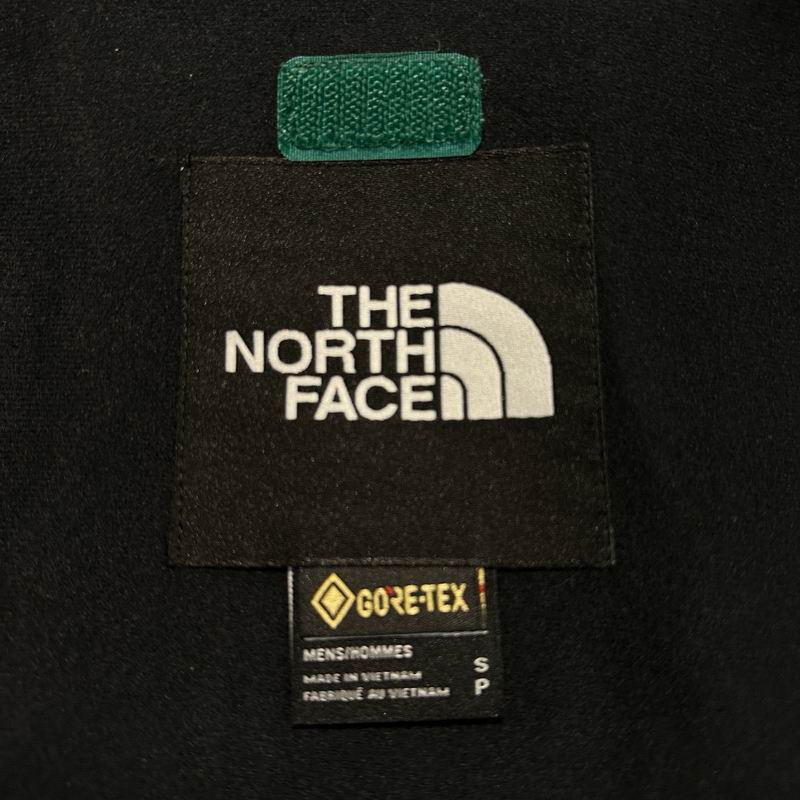 THE
NORTH
FACE
GORE-TEX
MENS/HOMMES
MADE IN VIETNAM
FABRIQUÉ AU VIETNAM
S
P